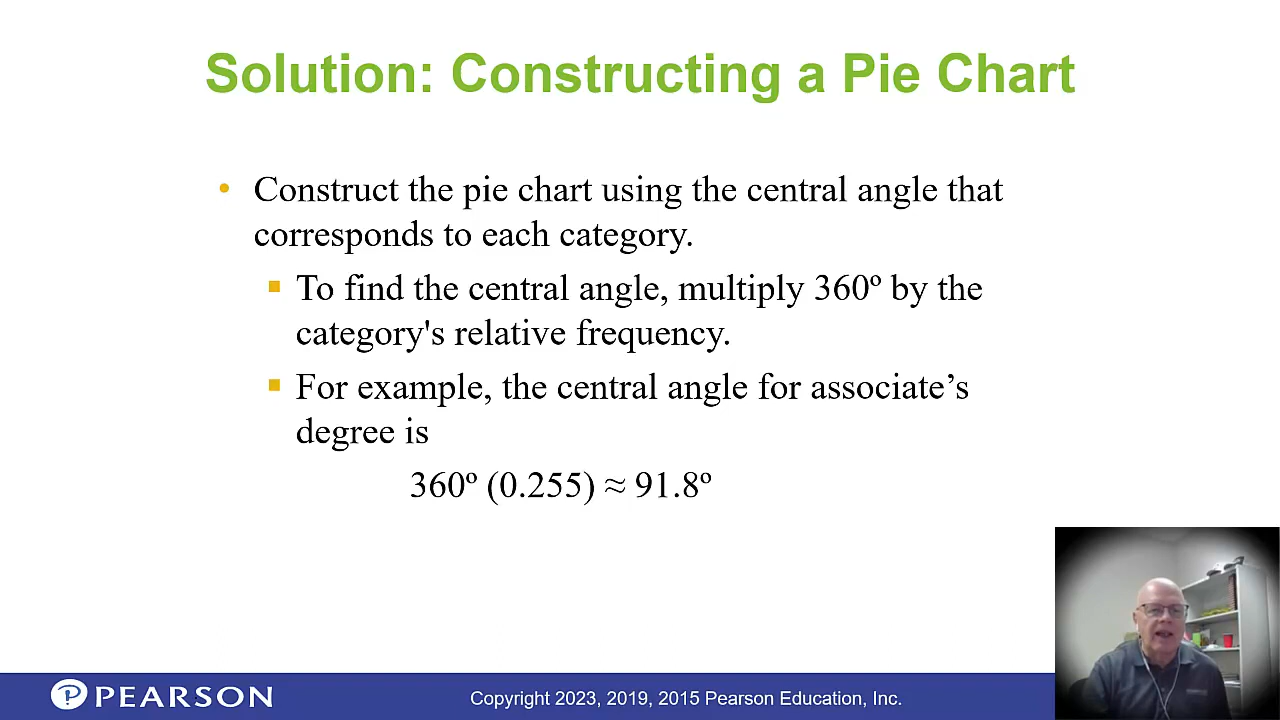 Solution: Constructing a Pie Chart
• Construct the pie chart using the central angle that
corresponds to each category.
▪ To find the central angle, multiply 360º by the
category's relative frequency.
▪ For example, the central angle for associate’s
degree is
360º (0.255) ≈ 91.8º
PEARSON
Copyright 2023, 2019, 2015 Pearson Education, Inc.